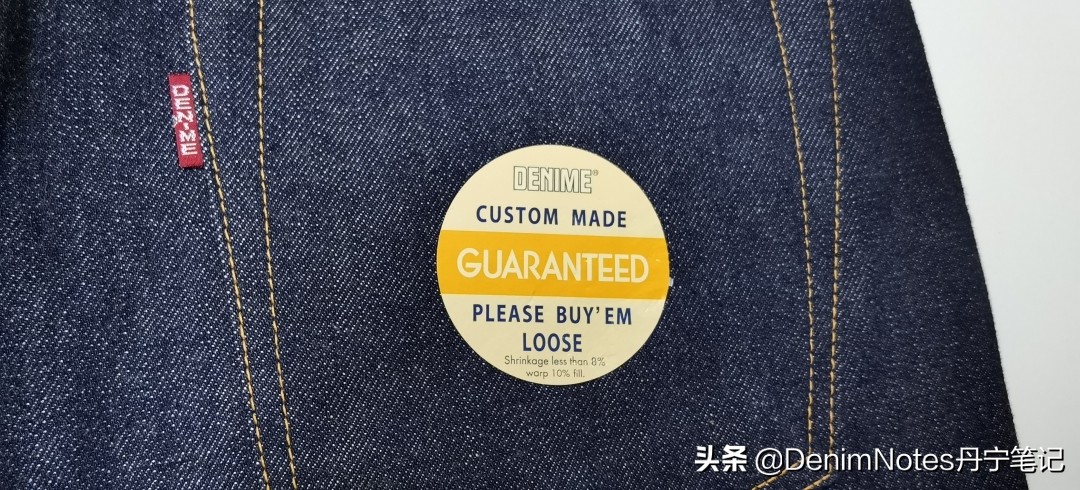 DENIME
DENIME®
CUSTOM MADE
GUARANTEED
PLEASE BUY'EM
LOOSE
Shrinkage less than 8%
warp 10% fill.
头条 @DenimNotes丹宁笔记